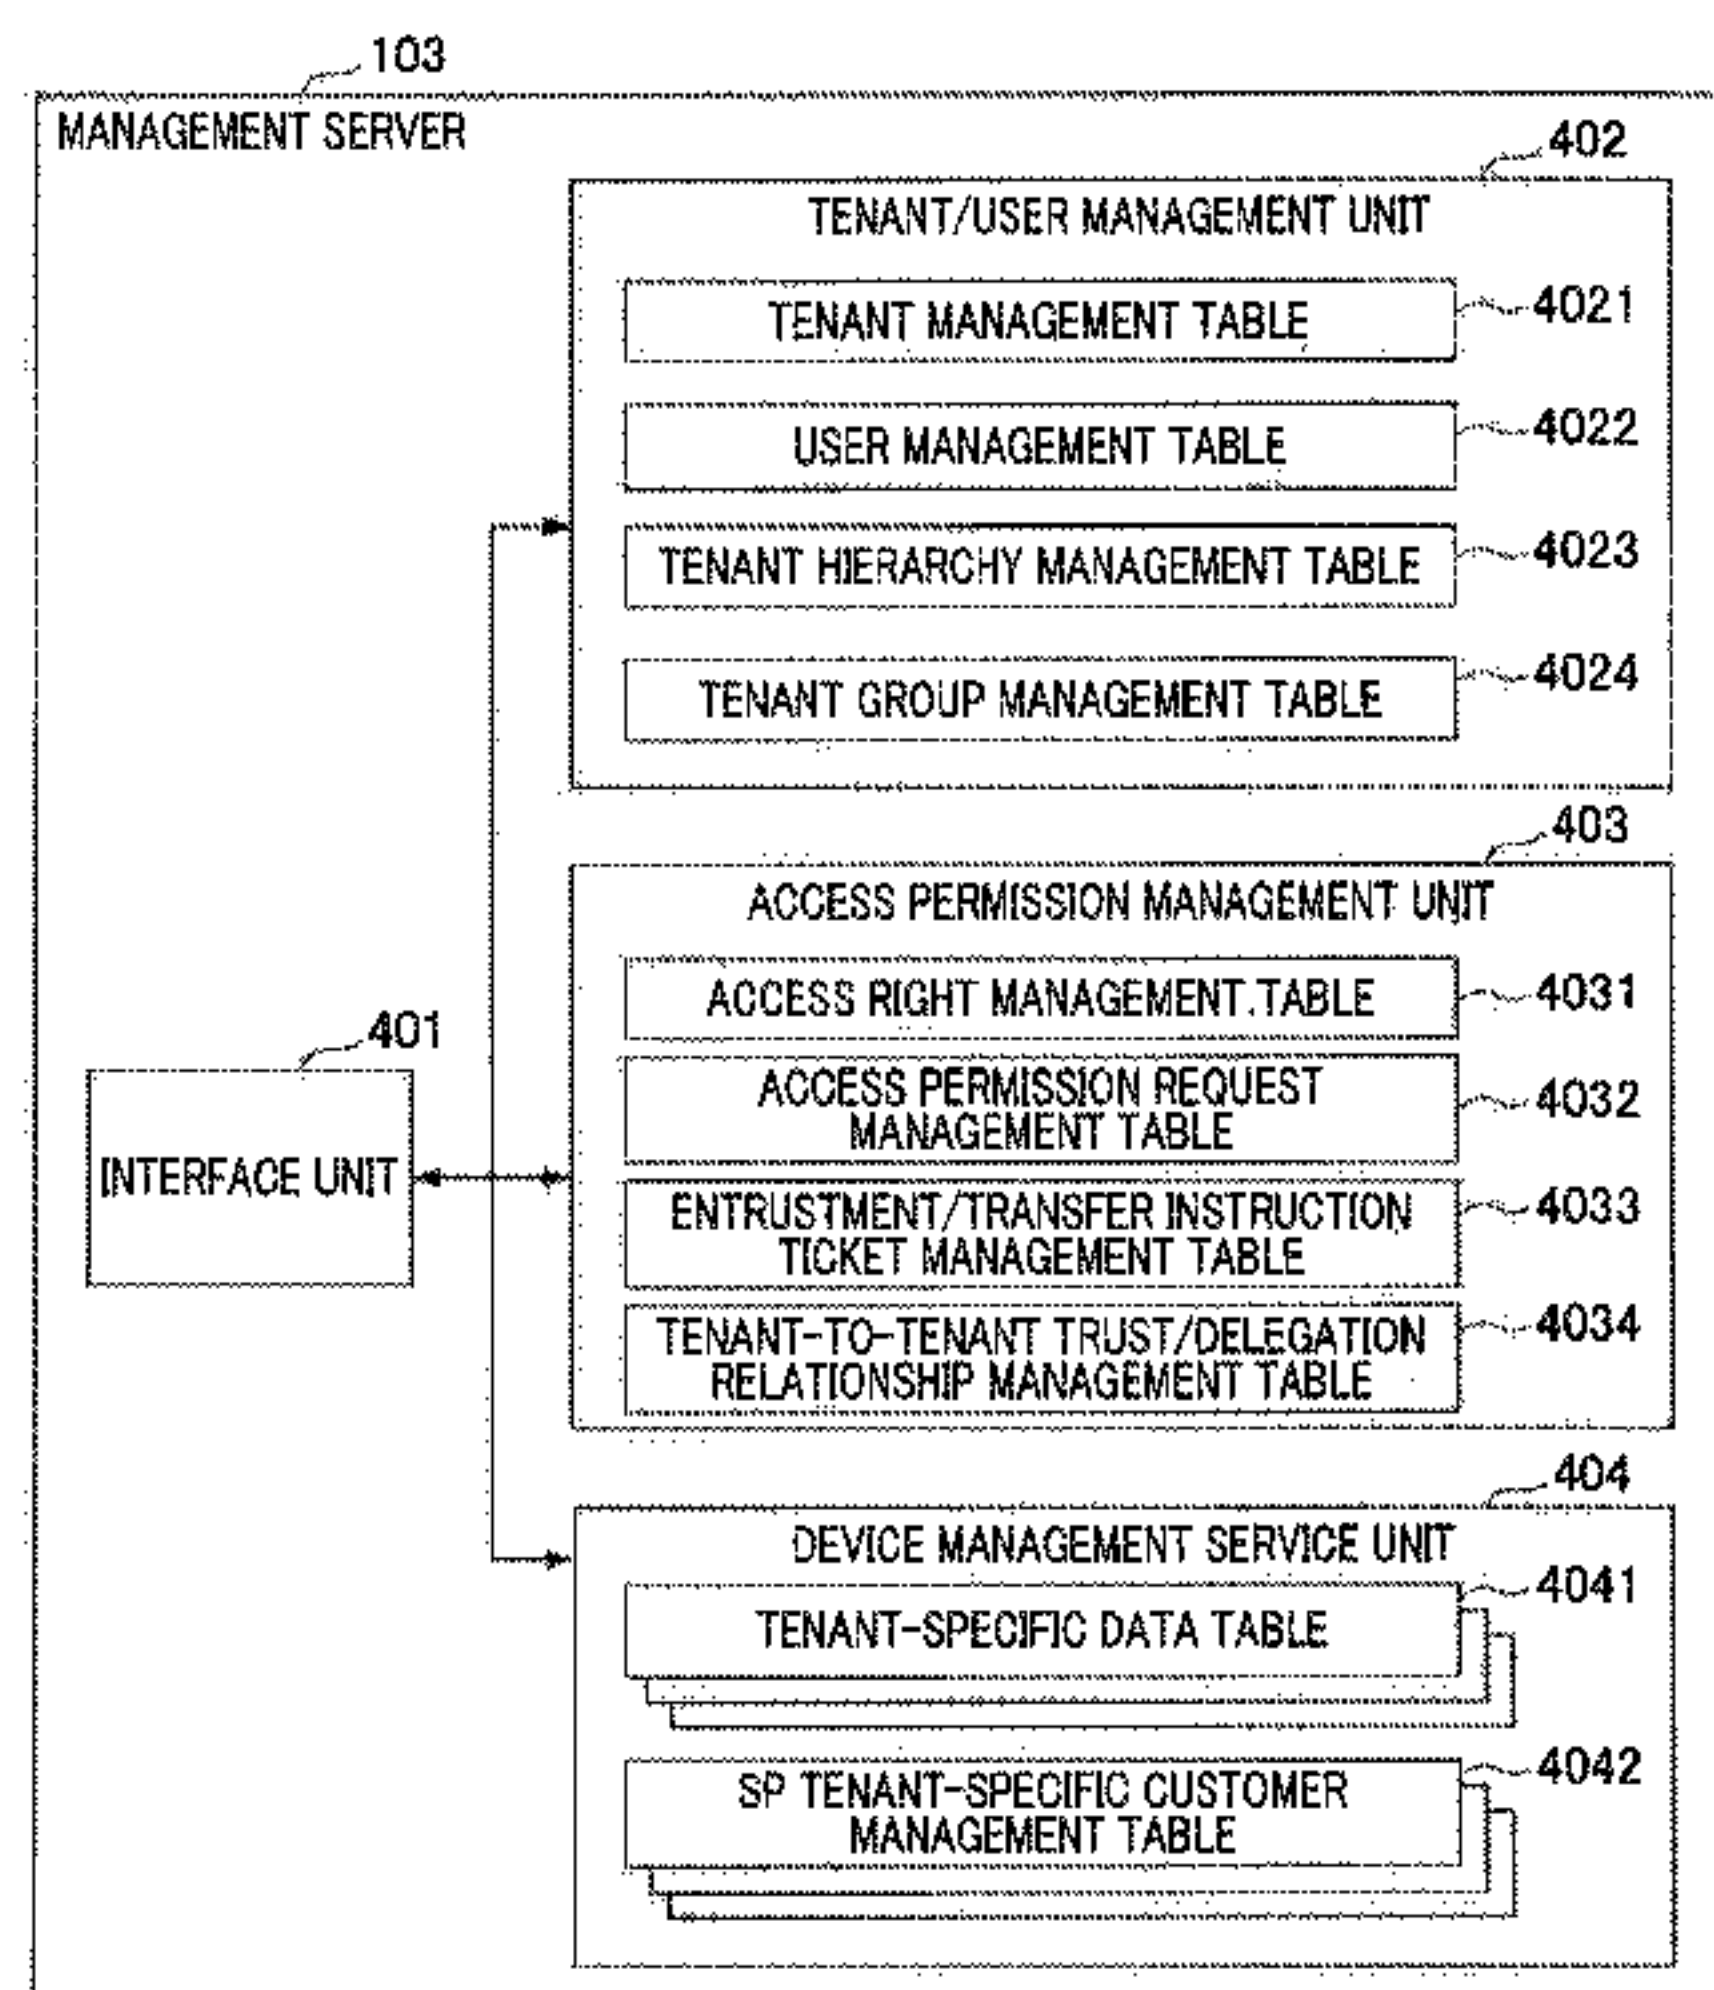 103
MANAGEMENT SERVER
402
TENANT/USER MANAGEMENT UNIT
TENANT MANAGEMENT TABLE
4021
USER MANAGEMENT TABLE
4022
TENANT HIERARCHY MANAGEMENT TABLE
4023
TENANT GROUP MANAGEMENT TABLE
4024
403
ACCESS PERMISSION MANAGEMENT UNIT
ACCESS RIGHT MANAGEMENT TABLE
4031
ACCESS PERMISSION REQUEST
MANAGEMENT TABLE
4032
401
INTERFACE UNIT
ENTRUSTMENT/TRANSFER INSTRUCTION
TICKET MANAGEMENT TABLE
4033
TENANT-TO-TENANT TRUST/DELEGATION
RELATIONSHIP MANAGEMENT TABLE
4034
404
DEVICE MANAGEMENT SERVICE UNIT
TENANT-SPECIFIC DATA TABLE
4041
SP TENANT-SPECIFIC CUSTOMER
MANAGEMENT TABLE
4042